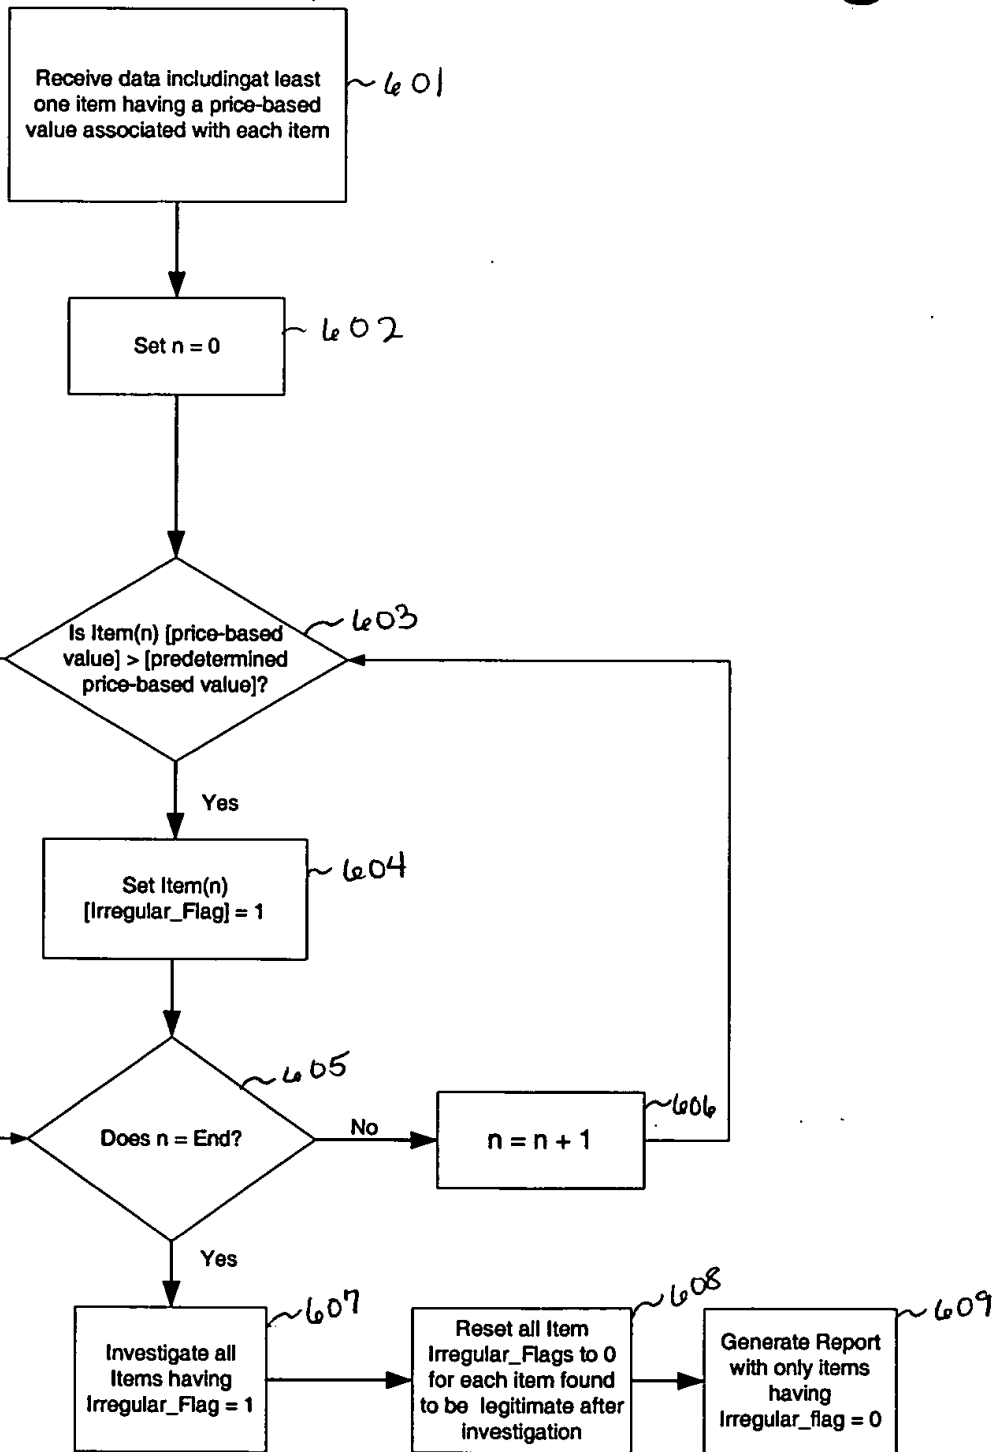 Receive data includingat least
one item having a price-based
value associated with each item
601
Set n = 0
602
Is Item(n) [price-based
value] > [predetermined
price-based value]?
603
Yes
Set Item(n)
[Irregular_Flag] = 1
604
Does n = End?
605
No
n = n + 1
606
Yes
Investigate all
Items having
Irregular_Flag = 1
607
Reset all Item
Irregular_Flags to 0
for each item found
to be legitimate after
investigation
608
Generate Report
with only items
having
Irregular_flag = 0
609